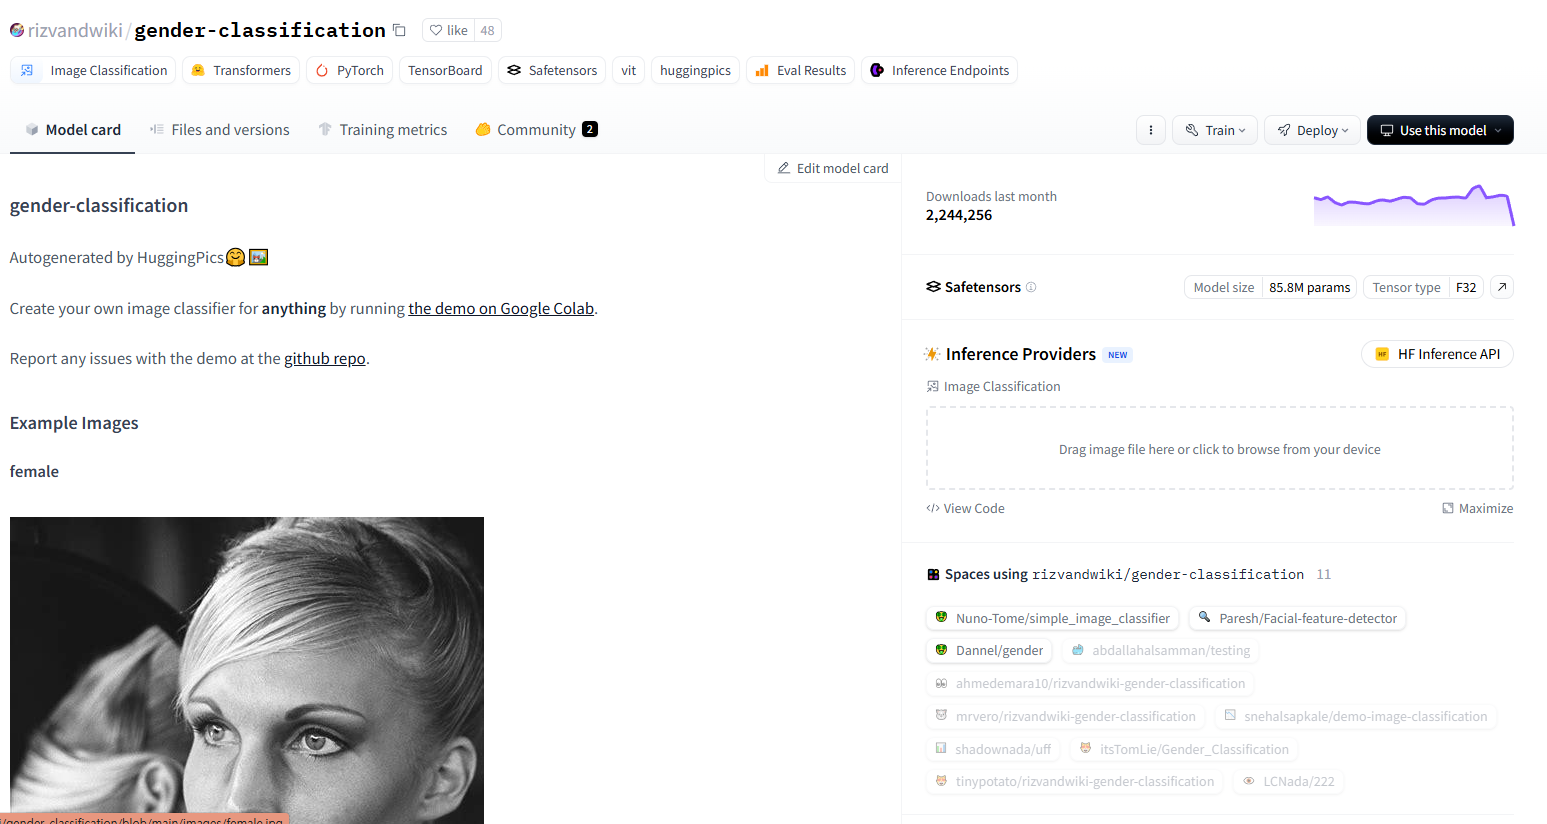 rizvandwiki/gender-classification like 48
Image Classification Transformers PyTorch TensorBoard Safetensors vit huggingpics Eval Results Inference Endpoints
Model card Files and versions Training metrics Community 2 Train Deploy Use this model
Edit model card
gender-classification
Autogenerated by HuggingPics🤗🖼️
Create your own image classifier for anything by running the demo on Google Colab.
Report any issues with the demo at the github repo.
Example Images
female
Downloads last month
2,244,256
Safetensors Model size 85.8M params Tensor type F32
Inference Providers NEW HF Inference API
Image Classification
Drag image file here or click to browse from your device
View Code Maximize
Spaces using rizvandwiki/gender-classification 11
Nuno-Tome/simple_image_classifier Paresh/Facial-feature-detector
Dannel/gender abdallahalsamman/testing
ahmedemara10/rizvandwiki-gender-classification
mrvero/rizvandwiki-gender-classification snehalsapkale/demo-image-classification
shadownada/uff itsTomLie/Gender_Classification
tinypotato/rizvandwiki-gender-classification LCNada/222
/gender-classification/blob/main/images/female.jpg